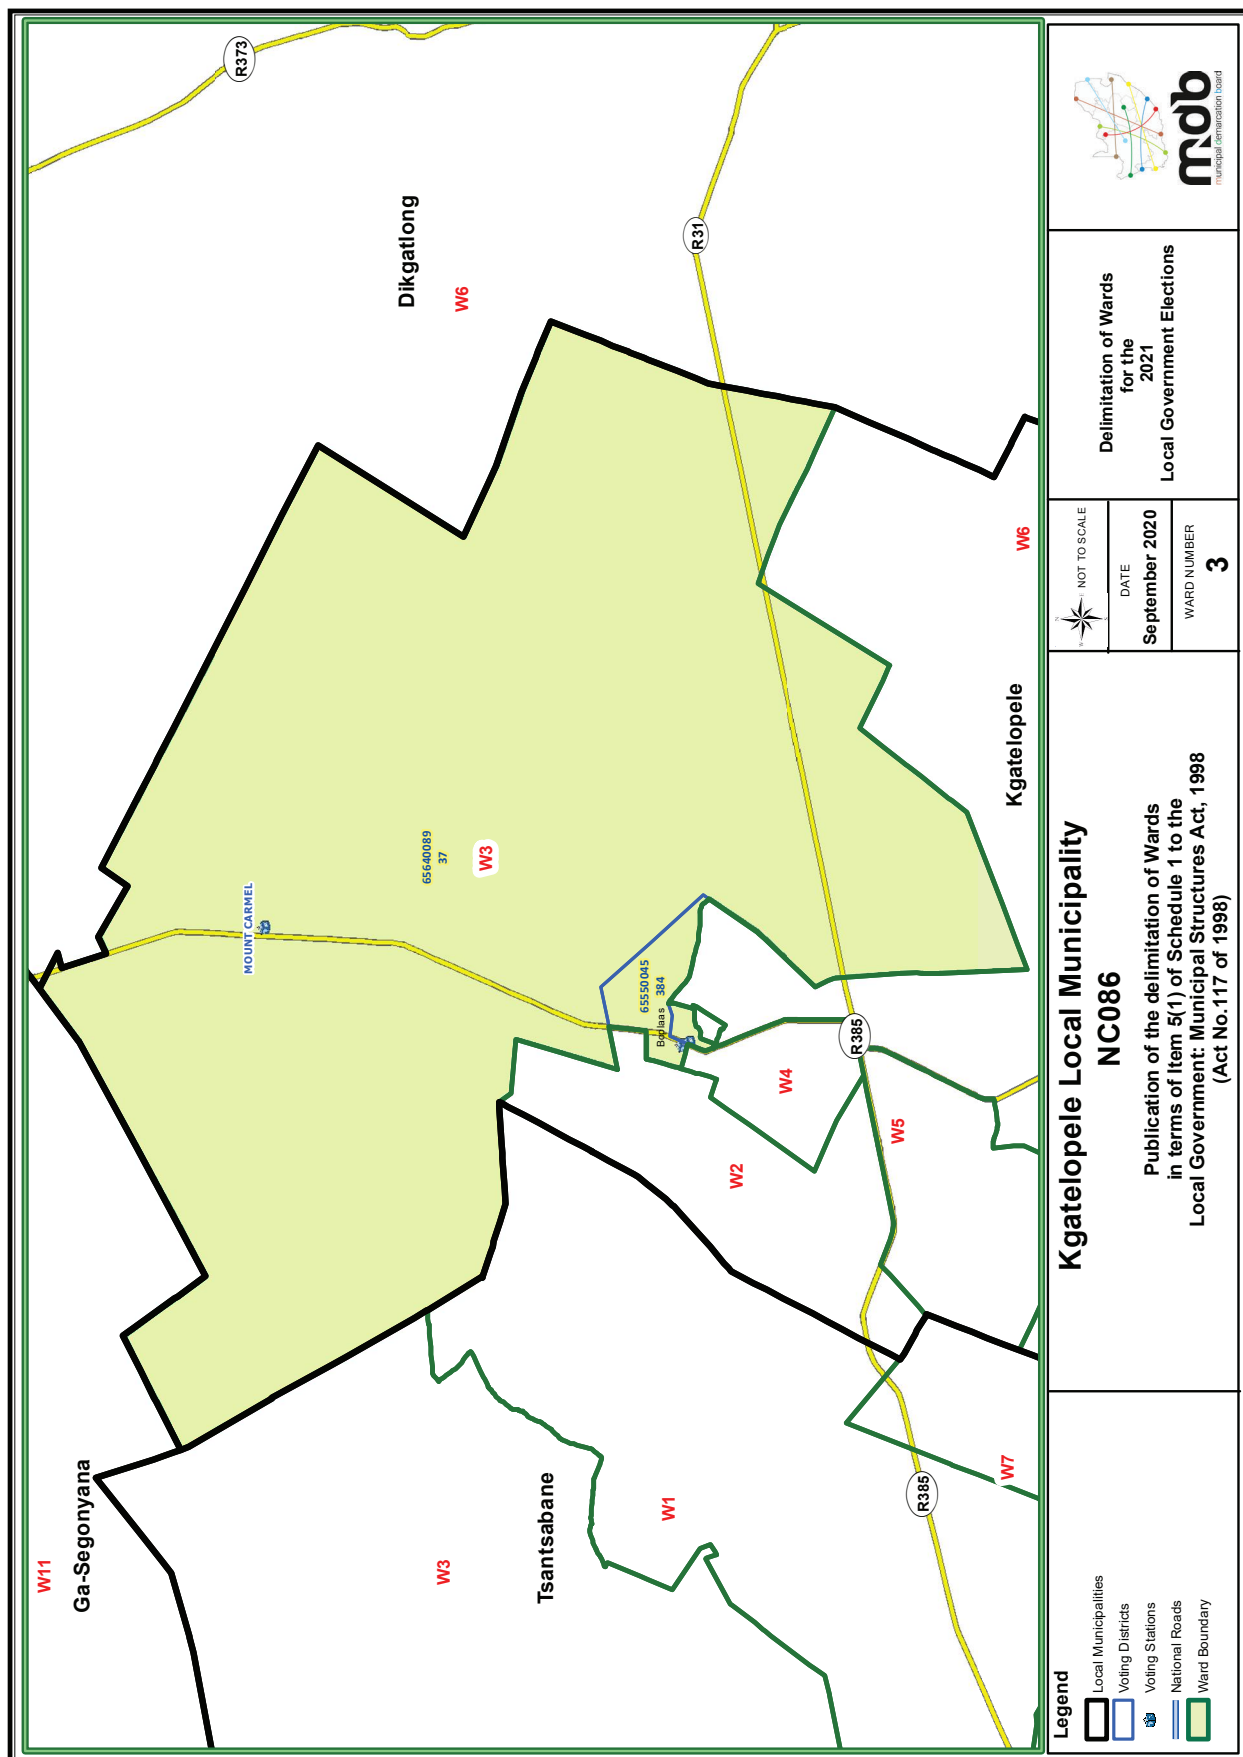 W11
Ga-Segonyana
W3
Tsantsabane
W1
W7
R385
R373
Dikgatlong
W6
R31
MOUNT CARMEL
65640089
37
W3
65550045
384
W4
W2
W5
R385
Kgatelopele
W6
Legend
Local Municipalities
Voting Districts
Voting Stations
National Roads
Ward Boundary
Kgatelopele Local Municipality
NC086
Publication of the delimitation of Wards
in terms of Item 5(1) of Schedule 1 to the
Local Government: Municipal Structures Act, 1998
(Act No.117 of 1998)
N
W
E
S
NOT TO SCALE
DATE
September 2020
WARD NUMBER
3
Delimitation of Wards
for the
2021
Local Government Elections
mdb
municipal demarcation board